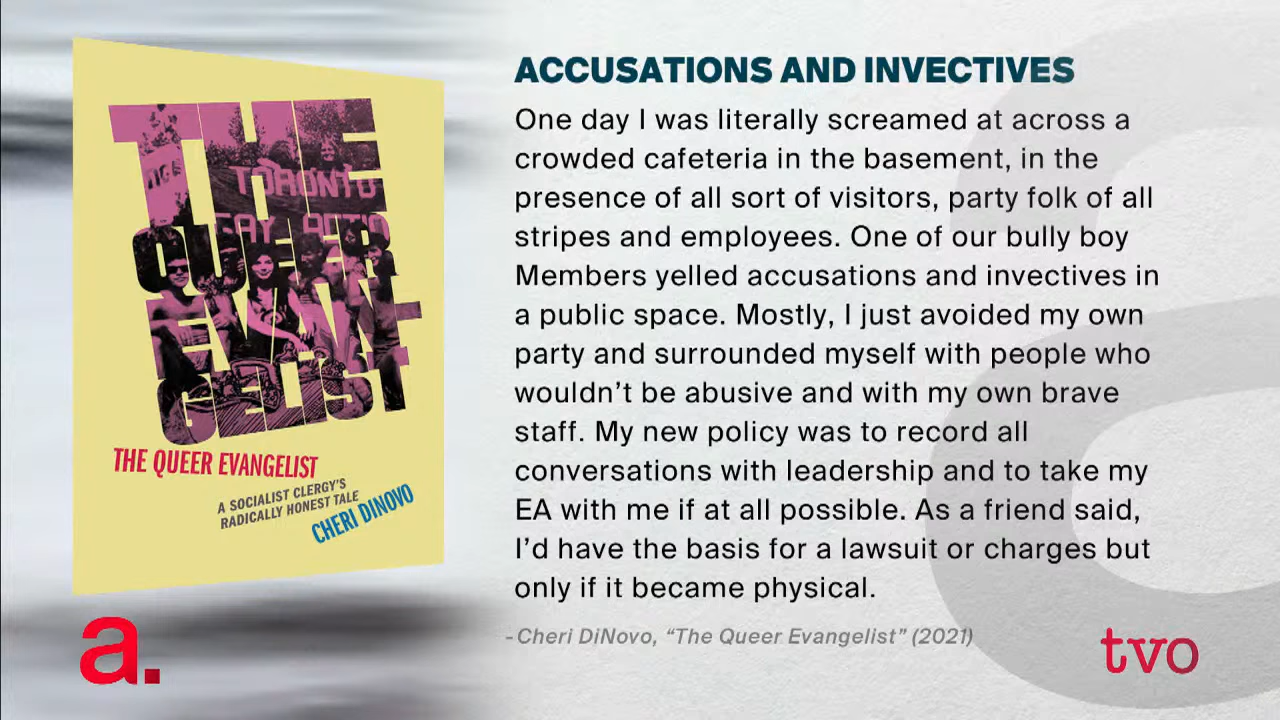 THE
QUEER
EVAN-
GELIST
TORONTO
GAY ACTIO
THE QUEER EVANGELIST
A SOCIALIST CLERGY'S
RADICALLY HONEST TALE
CHERI DINOVO
a.
ACCUSATIONS AND INVECTIVES
One day I was literally screamed at across a
crowded cafeteria in the basement, in the
presence of all sort of visitors, party folk of all
stripes and employees. One of our bully boy
Members yelled accusations and invectives in
a public space. Mostly, I just avoided my own
party and surrounded myself with people who
wouldn't be abusive and with my own brave
staff. My new policy was to record all
conversations with leadership and to take my
EA with me if at all possible. As a friend said,
I'd have the basis for a lawsuit or charges but
only if it became physical.
- Cheri DiNovo, “The Queer Evangelist” (2021)
tvo